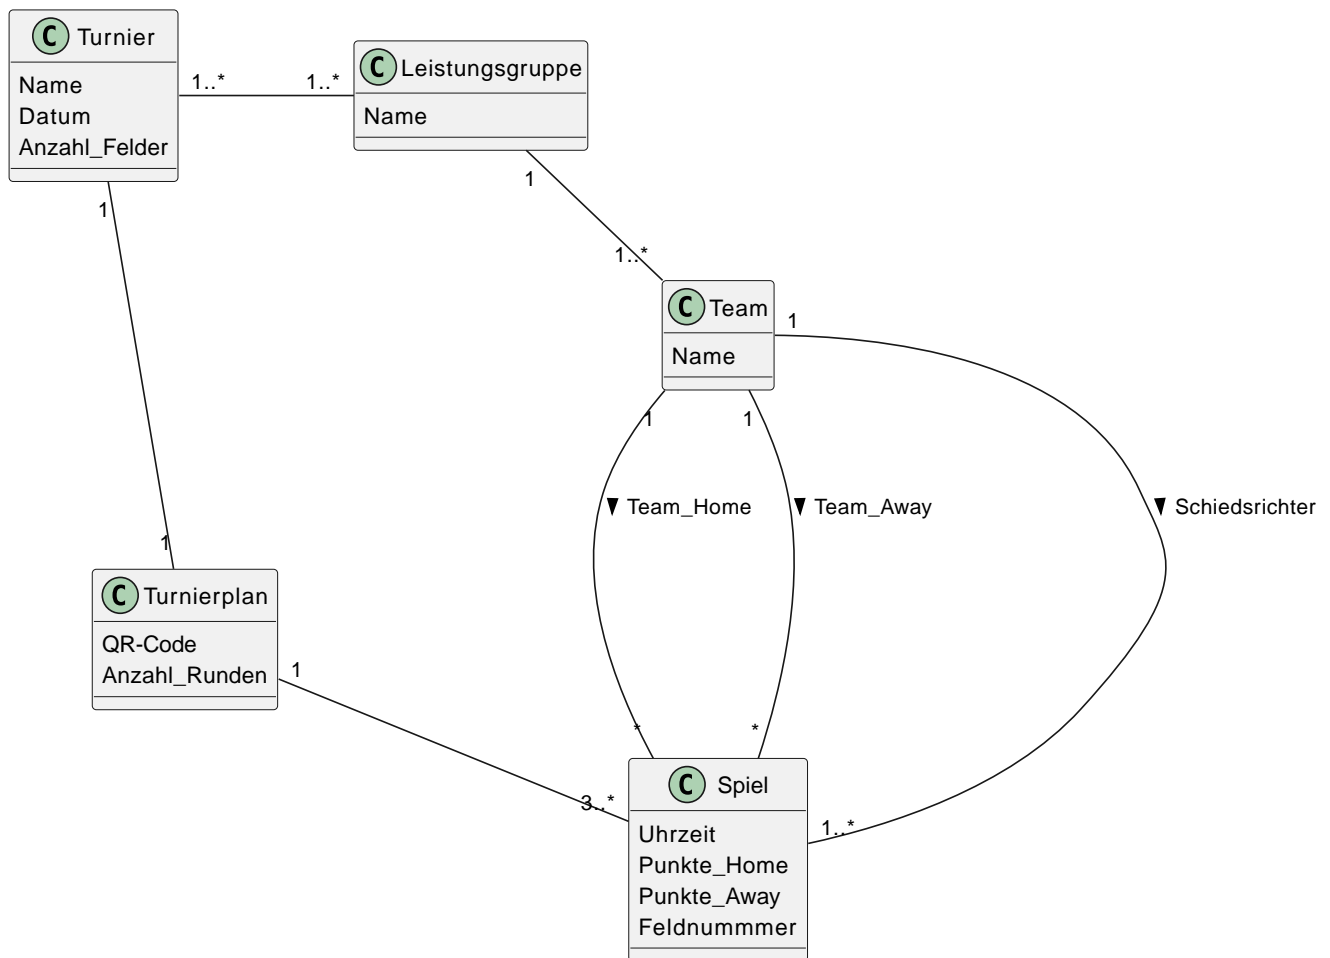 C Turnier
Name
Datum
Anzahl_Felder
1..* 1..*
C Leistungsgruppe
Name
1
1..*
C Team
Name
1
1
1
1
Team_Home
Team_Away
Schiedsrichter
1
C Turnierplan
QR-Code
Anzahl_Runden
1
*
*
3..*
1..*
C Spiel
Uhrzeit
Punkte_Home
Punkte_Away
Feldnummmer